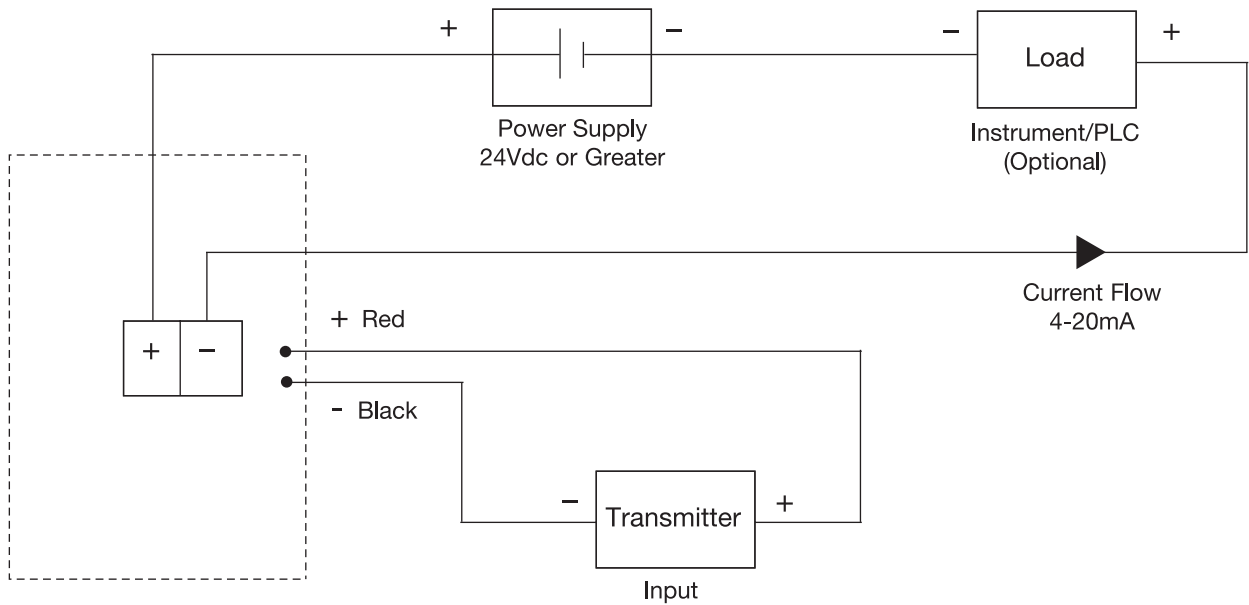 +
−
−
Load
+
Power Supply
24Vdc or Greater
Instrument/PLC
(Optional)
Current Flow
4-20mA
+ Red
+
−
− Black
−
Transmitter
+
Input